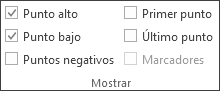 Punto alto
Primer punto
Punto bajo
Último punto
Puntos negativos
Marcadores
Mostrar